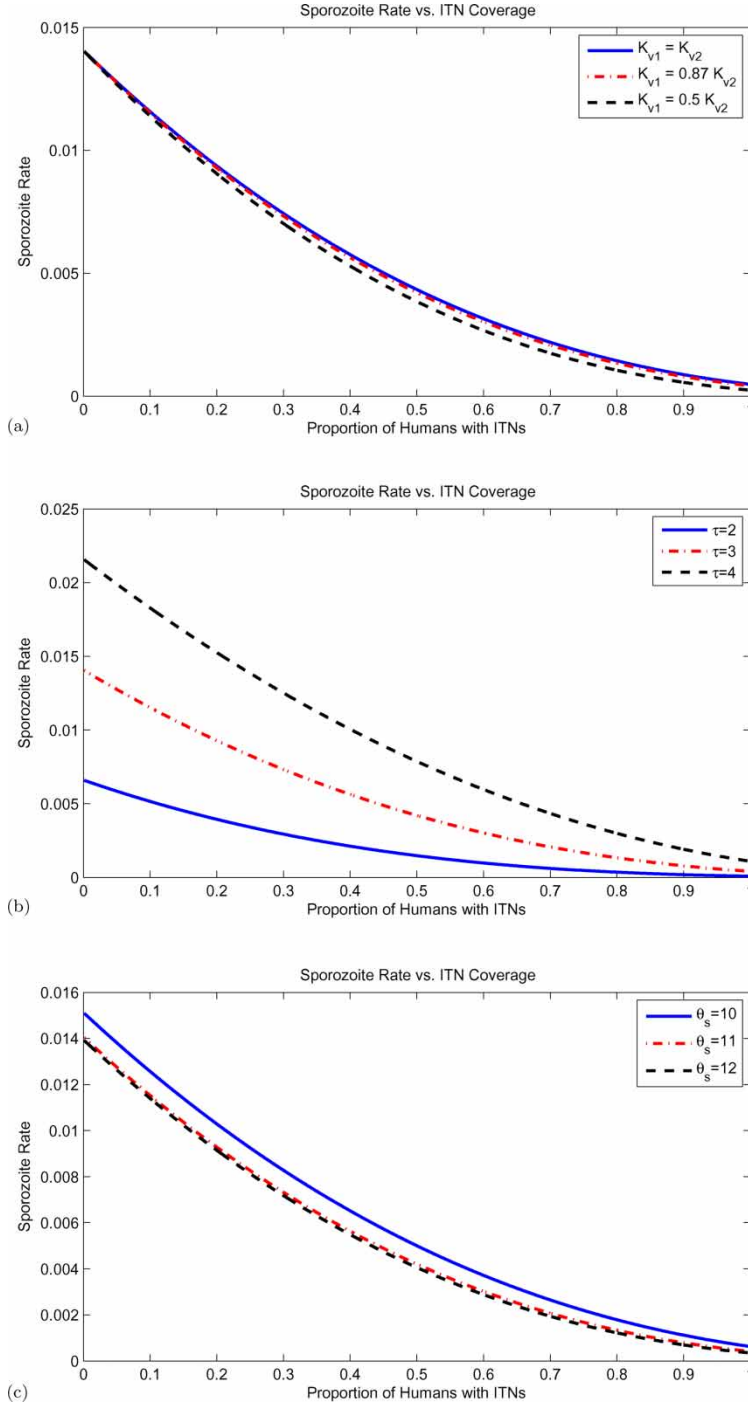 Sporozoite Rate vs. ITN Coverage
0.015
0.01
0.005
0
Sporozoite Rate
K_v1 = K_v2
K_v1 = 0.87 K_v2
K_v1 = 0.5 K_v2
0 0.1 0.2 0.3 0.4 0.5 0.6 0.7 0.8 0.9 1
Proportion of Humans with ITNs
(a)
Sporozoite Rate vs. ITN Coverage
0.025
0.02
0.015
0.01
0.005
0
Sporozoite Rate
τ=2
τ=3
τ=4
0 0.1 0.2 0.3 0.4 0.5 0.6 0.7 0.8 0.9 1
Proportion of Humans with ITNs
(b)
Sporozoite Rate vs. ITN Coverage
0.016
0.014
0.012
0.01
0.008
0.006
0.004
0.002
0
Sporozoite Rate
θ_s=10
θ_s=11
θ_s=12
0 0.1 0.2 0.3 0.4 0.5 0.6 0.7 0.8 0.9 1
Proportion of Humans with ITNs
(c)